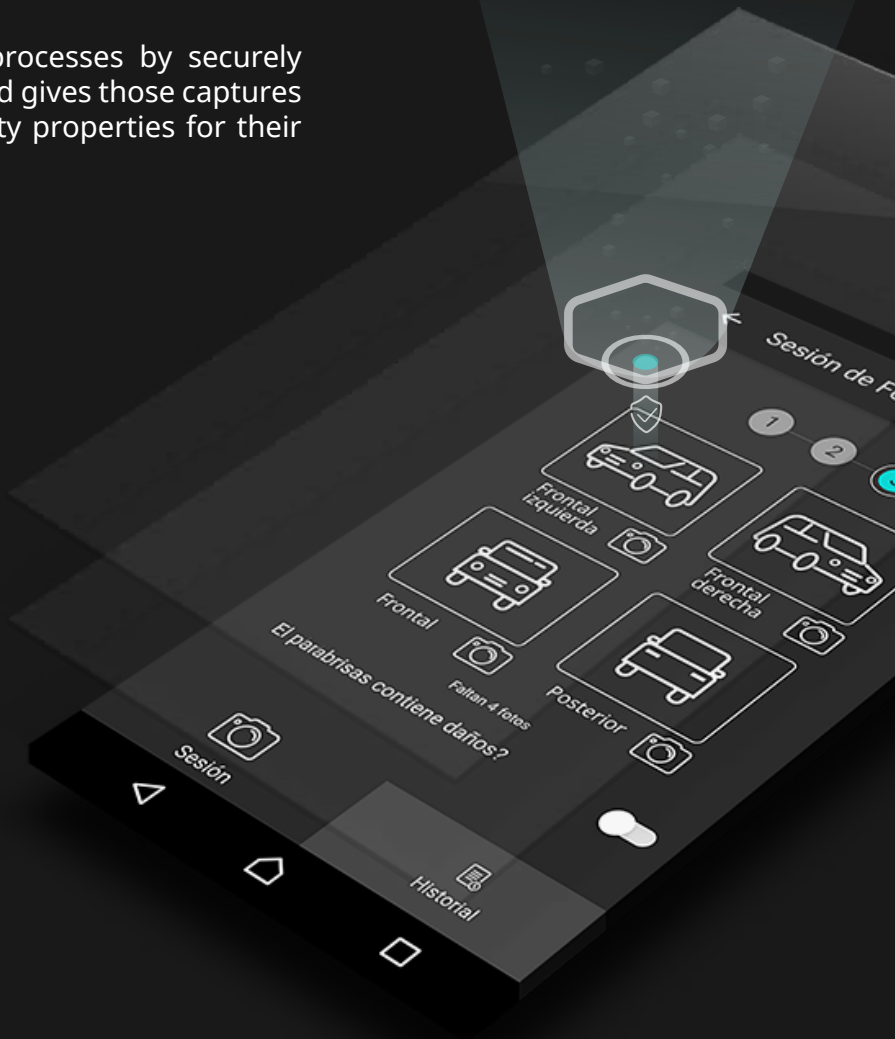 processes by securely
gives those captures
properties for their
Sesión de
1
2
Frontal
izquierda
Frontal
derecha
Frontal
Posterior
Faltan 4 fotos
El parabrisas contiene daños?
Sesión
Historial